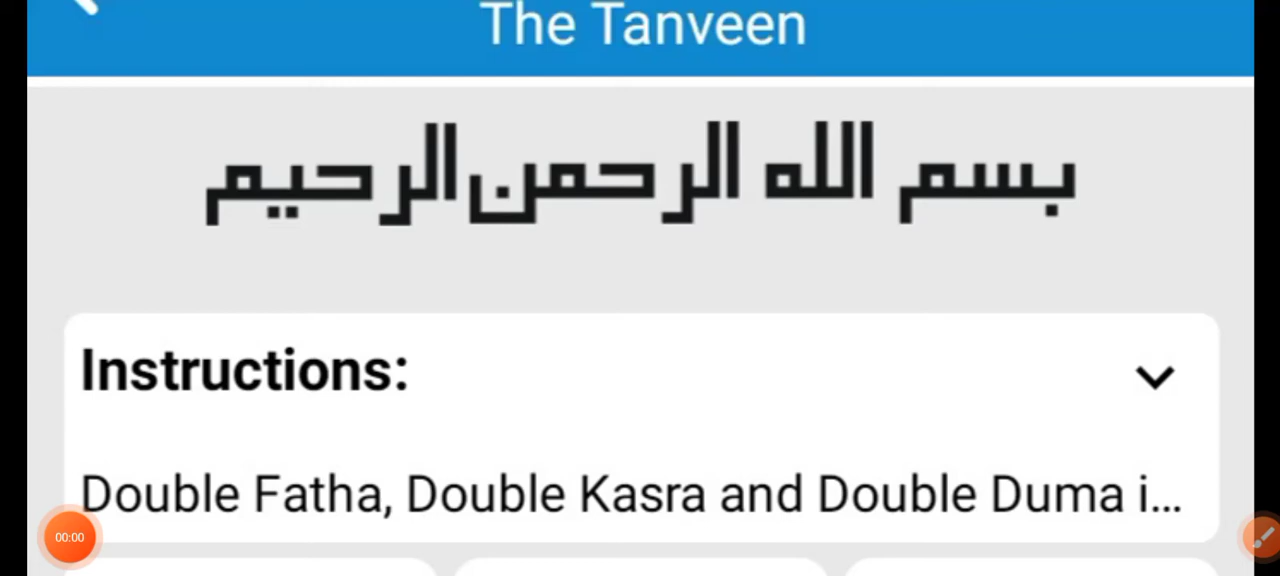 The Tanveen
بسم الله الرحمن الرحيم
Instructions:
Double Fatha, Double Kasra and Double Duma i...
00:00